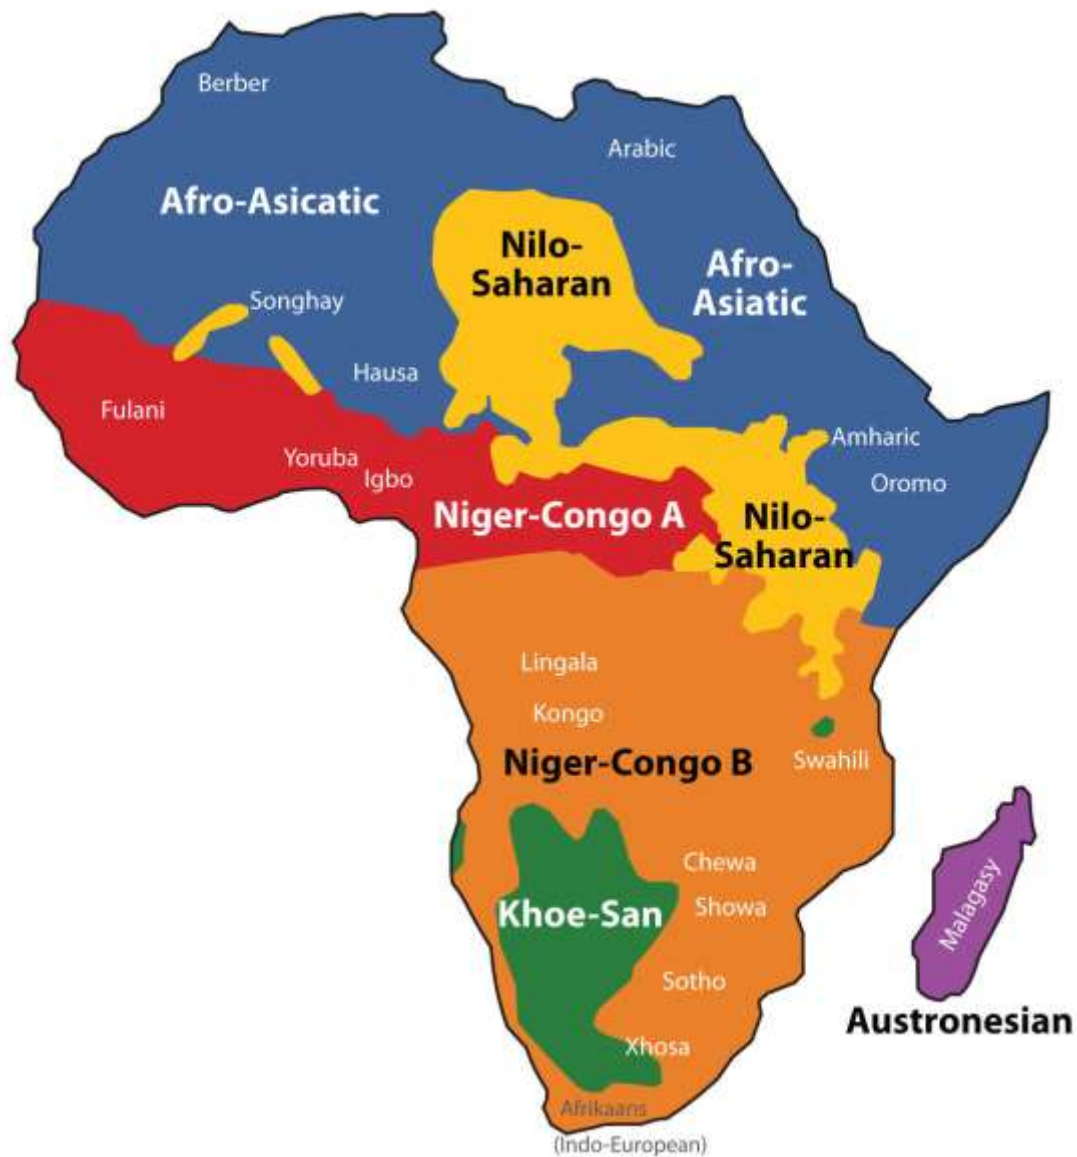 Berber
Arabic
Afro-Asicatic
Nilo-
Saharan
Afro-
Asiatic
Songhay
Hausa
Fulani
Amharic
Yoruba
Igbo
Oromo
Niger-Congo A
Nilo-
Saharan
Lingala
Kongo
Niger-Congo B
Swahili
Chewa
Showa
Khoe-San
Malagasy
Sotho
Austronesian
Xhosa
Afrikaans
(Indo-European)